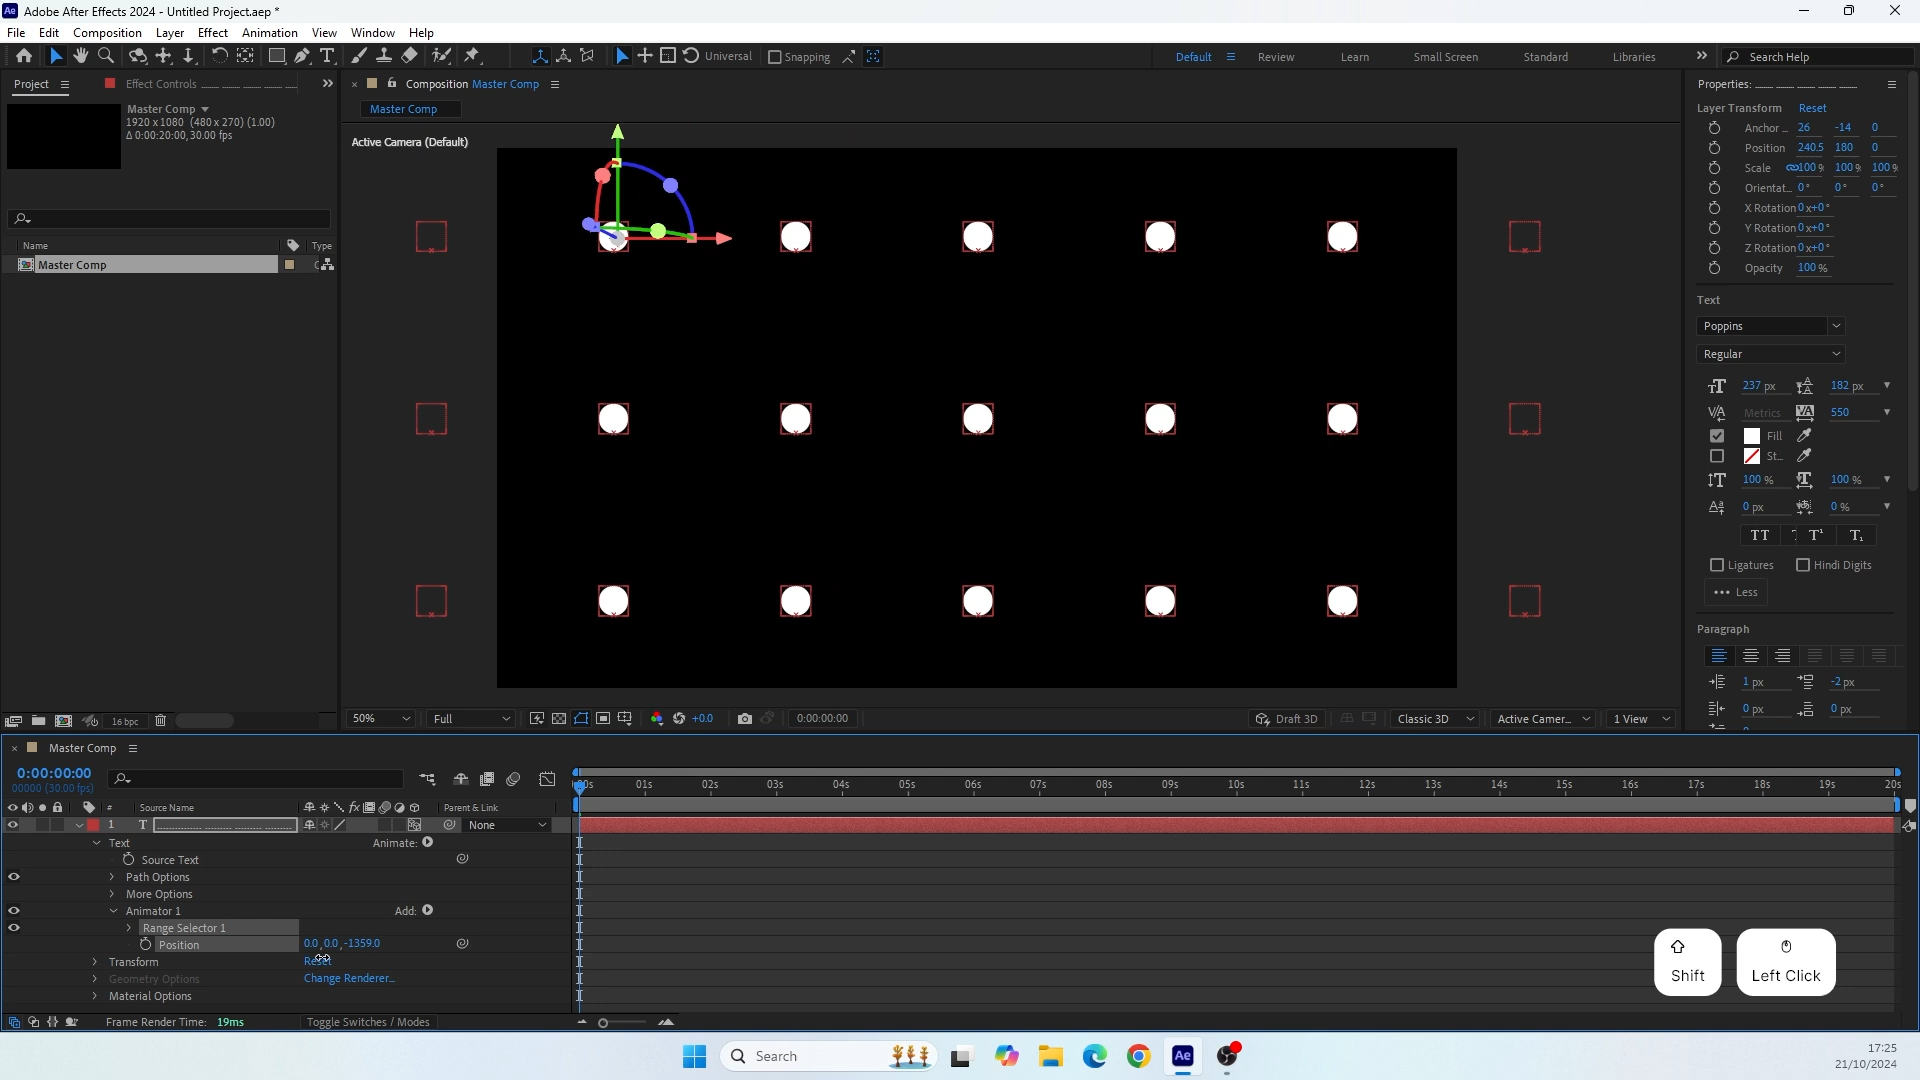 Adobe After Effects 2024 - Untitled Project.aep *
File Edit Composition Layer Effect Animation View Window Help
Universal Snapping Default Review Learn Small Screen Standard Libraries Search Help
Project Effect Controls
Composition Master Comp
Properties:
Master Comp
1920 x1080 (480 x 270) (1.00)
Δ 0:00:20:00, 30.00 fps
Master Comp
Active Camera (Default)
Layer Transform Reset
Anchor ... 26 -14 0
Position 240.5 180 0
Scale 100% 100% 100%
Orientat... 0° 0° 0°
X Rotation 0x+0°
Y Rotation 0x+0°
Z Rotation 0x+0°
Opacity 100%
Name Type
Master Comp
Text
Poppins
Regular
237 px 182 px
Metrics 550
Fill
St...
100 % 100 %
0 px 0 %
TT T T¹ T₁
Ligatures Hindi Digits
Less
Paragraph
1 px -2 px
0 px 0 px
16 bpc
50% Full +0.0 0:00:00:00 Draft 3D Classic 3D Active Camer... 1 View
Master Comp
0:00:00:00
00000 (30.00 fps)
:00s 01s 02s 03s 04s 05s 06s 07s 08s 09s 10s 11s 12s 13s 14s 15s 16s 17s 18s 19s 20s
# Source Name Parent & Link
1 T None
Text Animate:
Source Text
Path Options
More Options
Animator 1 Add:
Range Selector 1
Position 0.0, 0.0, -1359.0
Transform Reset
Geometry Options Change Renderer...
Material Options
Shift Left Click
Frame Render Time: 19ms Toggle Switches / Modes
Search
17:25
21/10/2024